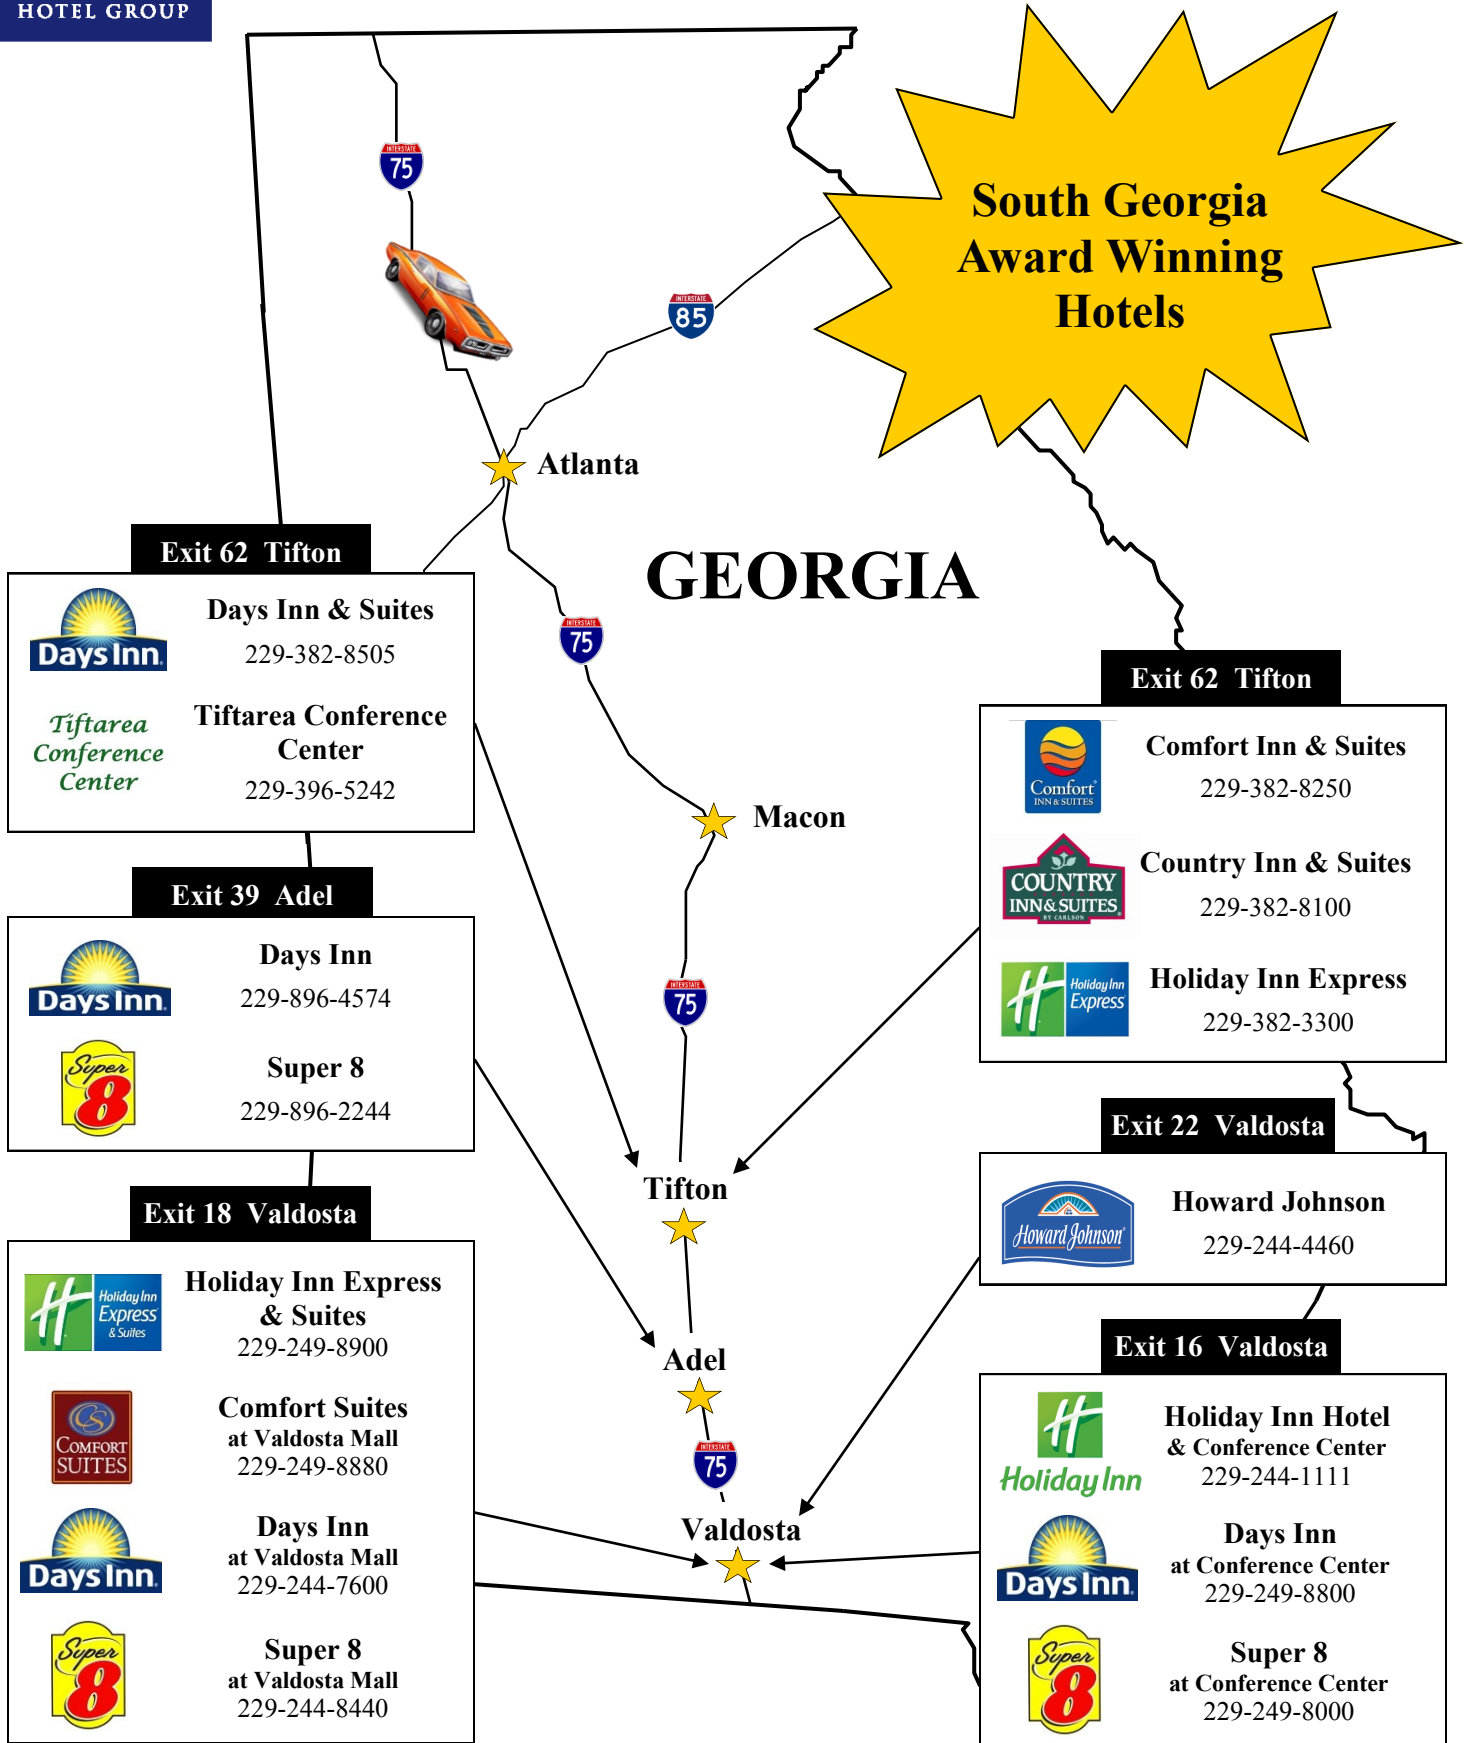 HOTEL GROUP
South Georgia
Award Winning
Hotels
INTERSTATE
75
INTERSTATE
85
Atlanta
GEORGIA
INTERSTATE
75
Macon
INTERSTATE
75
Tifton
Adel
INTERSTATE
75
Valdosta
Exit 62 Tifton
Days Inn
Days Inn & Suites
229-382-8505
Tiftarea
Conference
Center
Tiftarea Conference
Center
229-396-5242
Exit 39 Adel
Days Inn
Days Inn
229-896-4574
Super
8
Super 8
229-896-2244
Exit 18 Valdosta
H
Holiday Inn
Express
& Suites
Holiday Inn Express
& Suites
229-249-8900
CS
COMFORT
SUITES
Comfort Suites
at Valdosta Mall
229-249-8880
Days Inn
Days Inn
at Valdosta Mall
229-244-7600
Super
8
Super 8
at Valdosta Mall
229-244-8440
Exit 62 Tifton
Comfort
INN & SUITES
Comfort Inn & Suites
229-382-8250
COUNTRY
INN & SUITES
BY CARLSON
Country Inn & Suites
229-382-8100
H
Holiday Inn
Express
Holiday Inn Express
229-382-3300
Exit 22 Valdosta
Howard Johnson
Howard Johnson
229-244-4460
Exit 16 Valdosta
H
Holiday Inn
Holiday Inn Hotel
& Conference Center
229-244-1111
Days Inn
Days Inn
at Conference Center
229-249-8800
Super
8
Super 8
at Conference Center
229-249-8000